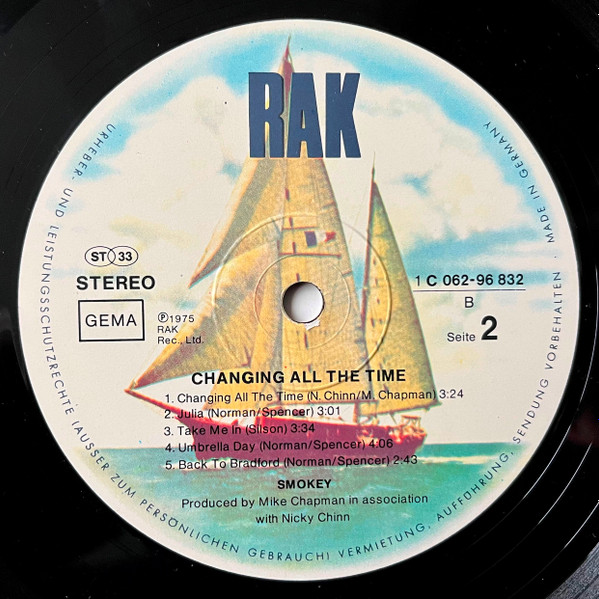 RAK
ST 33
STEREO
GEMA
Ⓟ1975
RAK
Rec., Ltd.
1 C 062-96 832
B
Seite 2
CHANGING ALL THE TIME
1. Changing All The Time (N. Chinn/M. Chapman) 3:24
2. Julia (Norman/Spencer) 3:01
3. Take Me In (Silson) 3:34
4. Umbrella Day (Norman/Spencer) 4:06
5. Back To Bradford (Norman/Spencer) 2:43
SMOKEY
Produced by Mike Chapman in association
with Nicky Chinn
URHEBER- UND LEISTUNGSSCHUTZRECHTE (AUSSER ZUM PERSÖNLICHEN GEBRAUCH) VERMIETUNG, AUFFÜHRUNG, SENDUNG VORBEHALTEN · MADE IN GERMANY